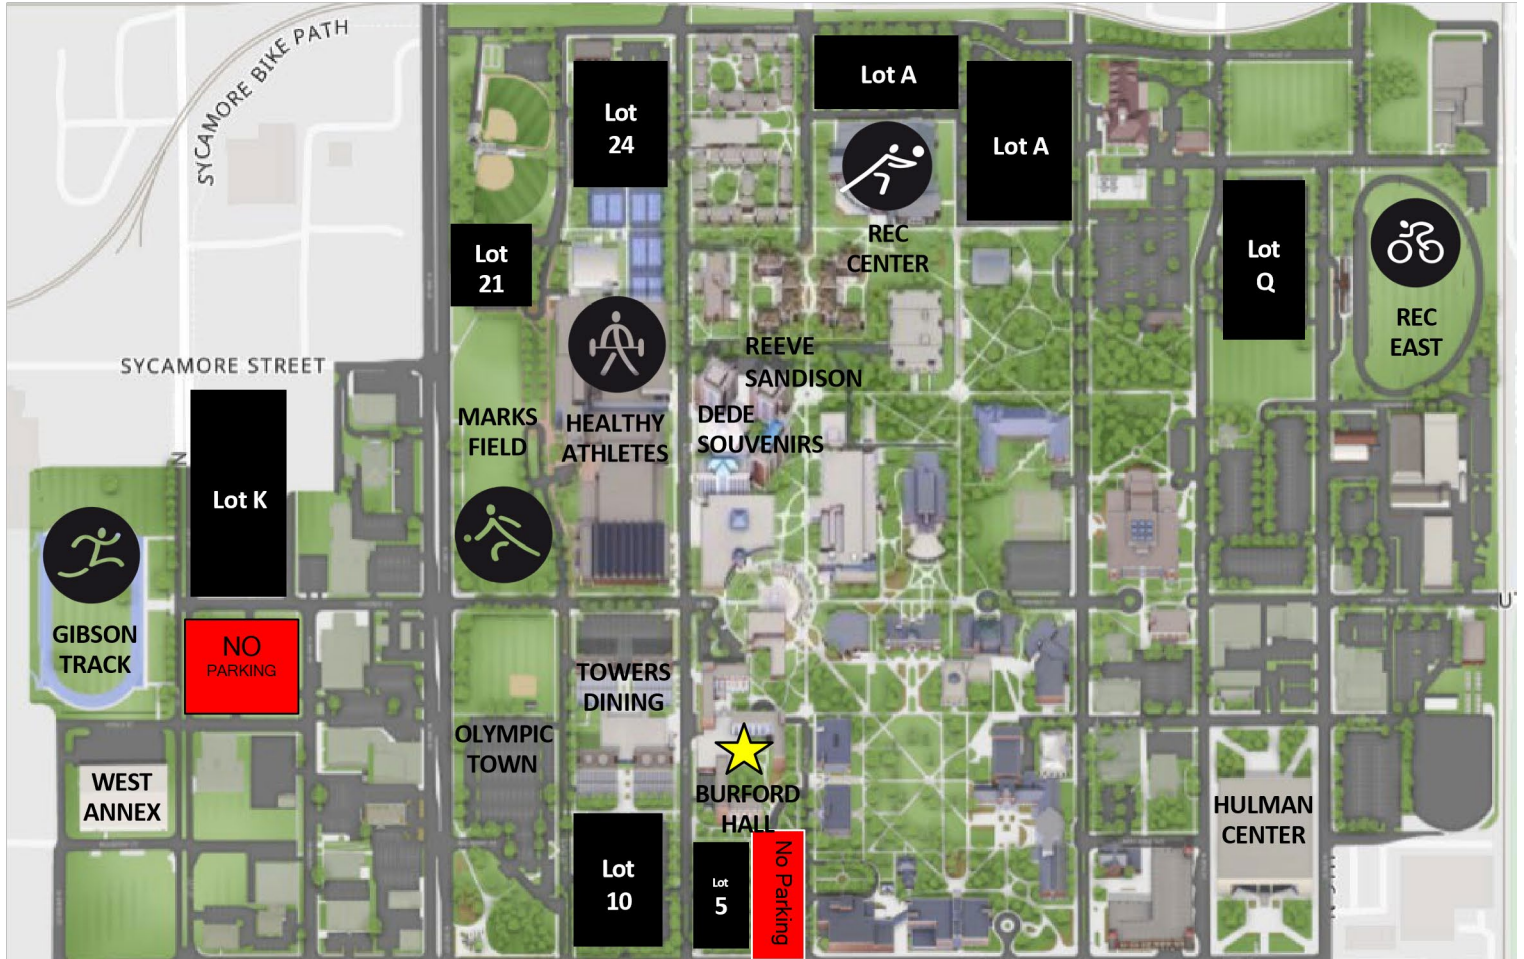 SYCAMORE BIKE PATH
Lot
24
Lot A
Lot A
Lot
21
REC
CENTER
Lot
Q
REC
EAST
SYCAMORE STREET
REEVE
SANDISON
MARKS
FIELD
HEALTHY
ATHLETES
DEDE
SOUVENIRS
N
Lot K
GIBSON
TRACK
NO
PARKING
TOWERS
DINING
OLYMPIC
TOWN
WEST
ANNEX
BURFORD
HALL
HULMAN
CENTER
Lot
10
Lot
5
No Parking